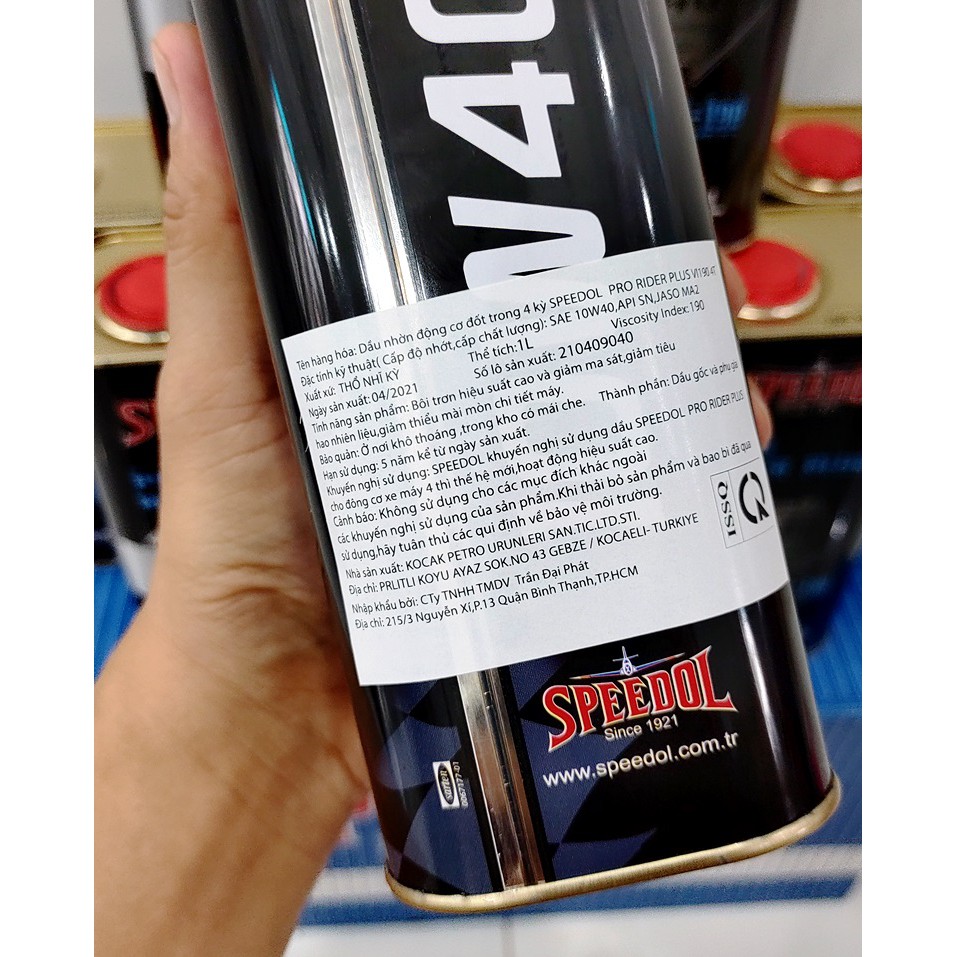 W40
Tên hàng hóa: Dầu nhờn động cơ đốt trong 4 kỳ SPEEDOL PRO RIDER PLUS VI190 4T
Đặc tính kỹ thuật( Cấp độ nhớt,cấp chất lượng): SAE 10W40,API SN,JASO MA2
Xuất xứ: THỔ NHĨ KỲ Thể tích:1L Viscosity Index: 190
Ngày sản xuất: 04/2021 Số lô sản xuất: 210409040
Tính năng sản phẩm: Bôi trơn hiệu suất cao và giảm ma sát,giảm tiêu
hao nhiên liệu,giảm thiểu mài mòn chi tiết máy.
Bảo quản: Ở nơi khô thoáng ,trong kho có mái che. Thành phần: Dầu gốc và phụ gia
Hạn sử dụng: 5 năm kể từ ngày sản xuất.
Khuyến nghị sử dụng: SPEEDOL khuyến nghị sử dụng dầu SPEEDOL PRO RIDER PLUS
cho động cơ xe máy 4 thì thế hệ mới,hoạt động hiệu suất cao.
Cảnh báo: Không sử dụng cho các mục đích khác ngoài
các khuyến nghị sử dụng của sản phẩm.Khi thải bỏ sản phẩm và bao bì đã qua
sử dụng,hãy tuân thủ các qui định về bảo vệ môi trường.
Nhà sản xuất: KOCAK PETRO URUNLERI SAN.TIC.LTD.STI.
Địa chỉ: PRLITLI KOYU AYAZ SOK.NO 43 GEBZE / KOCAELI- TURKIYE
Nhập khẩu bởi: CTy TNHH TMDV Trần Đại Phát
Địa chỉ: 215/3 Nguyễn Xí,P.13 Quận Bình Thạnh,TP.HCM
ISSQ
SPEEDOL
Since 1921
www.speedol.com.tr
sarten
0067177-01